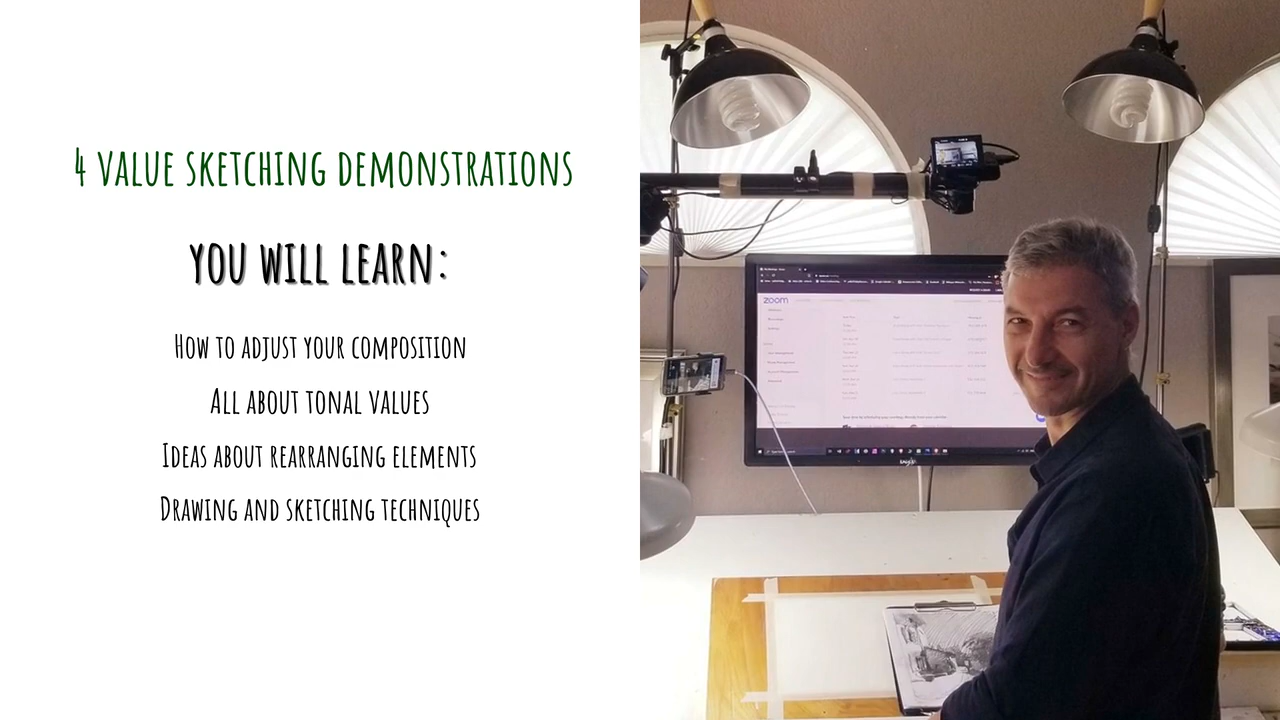 4 value sketching demonstrations
you will learn:
How to adjust your composition
All about tonal values
Ideas about rearranging elements
Drawing and sketching techniques
zoom